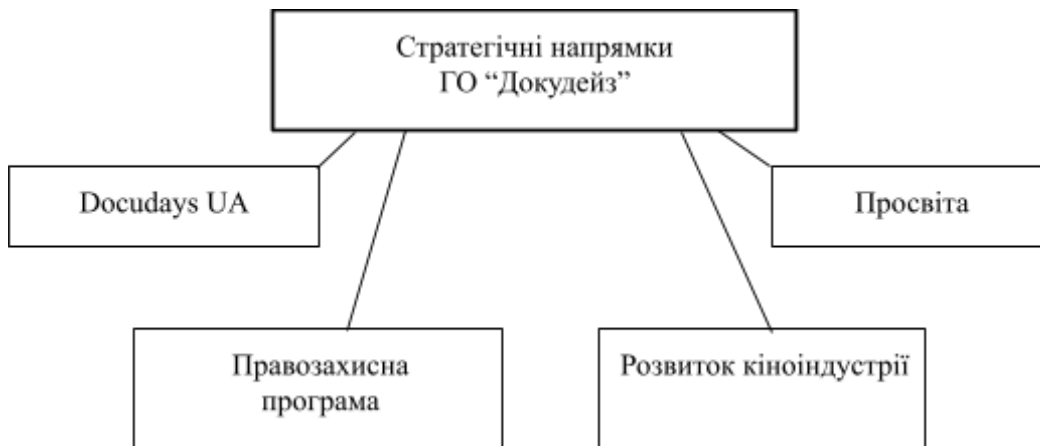 Стратегічні напрямки
ГО “Докудейз”
Docudays UA
Просвіта
Правозахисна
програма
Розвиток кіноіндустрії